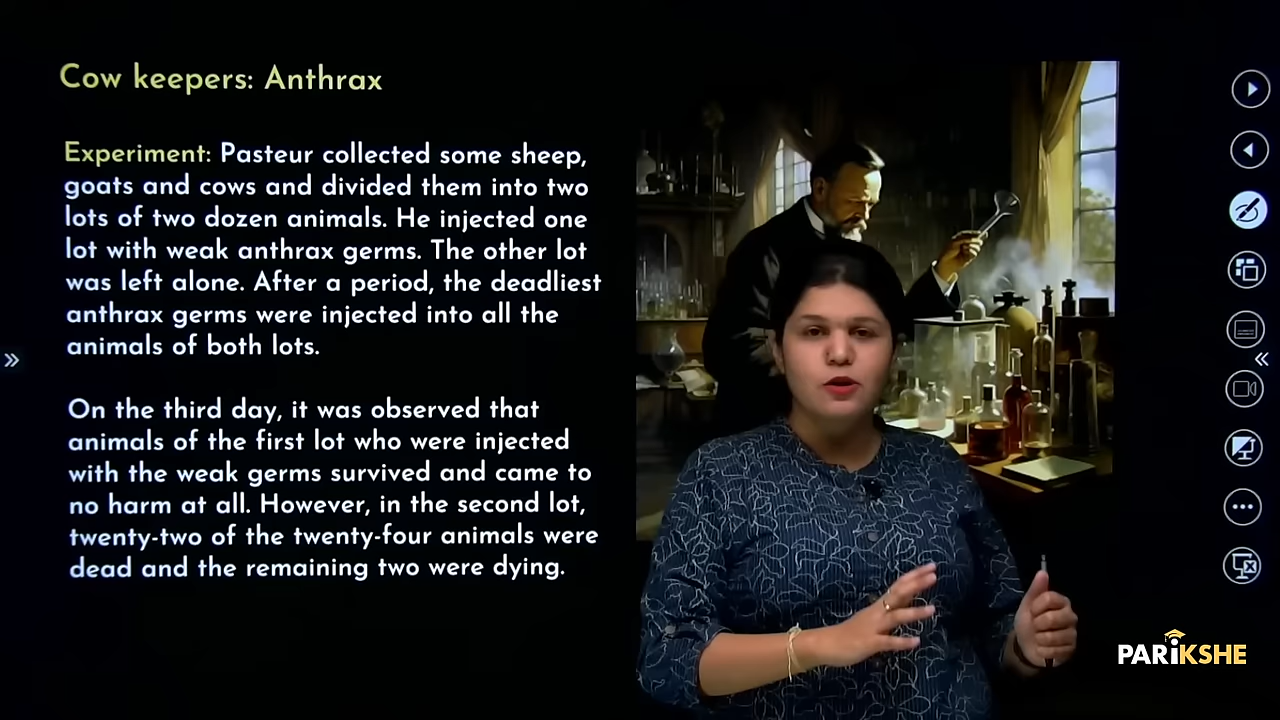 Cow keepers: Anthrax
Experiment: Pasteur collected some sheep,
goats and cows and divided them into two
lots of two dozen animals. He injected one
lot with weak anthrax germs. The other lot
was left alone. After a period, the deadliest
anthrax germs were injected into all the
animals of both lots.
On the third day, it was observed that
animals of the first lot who were injected
with the weak germs survived and came to
no harm at all. However, in the second lot,
twenty-two of the twenty-four animals were
dead and the remaining two were dying.
PARIKSHE